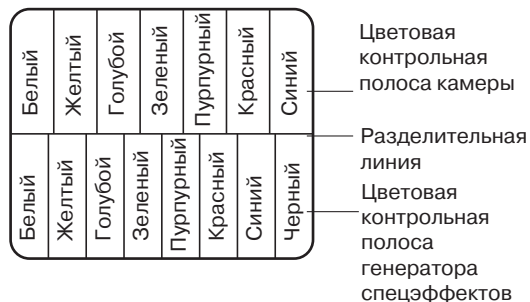 Белый
Желтый
Голубой
Зеленый
Пурпурный
Красный
Синий
Цветовая
контрольная
полоса камеры
Разделительная
линия
Белый
Желтый
Голубой
Зеленый
Пурпурный
Красный
Синий
Черный
Цветовая
контрольная
полоса
генератора
спецэффектов